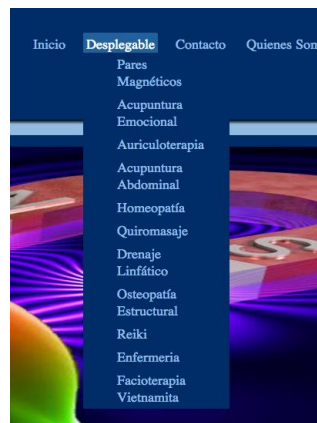 Inicio Desplegable Contacto Quienes Som
Pares
Magnéticos
Acupuntura
Emocional
Auriculoterapia
Acupuntura
Abdominal
Homeopatía
Quiromasaje
Drenaje
Linfático
Osteopatía
Estructural
Reiki
Enfermeria
Facioterapia
Vietnamita